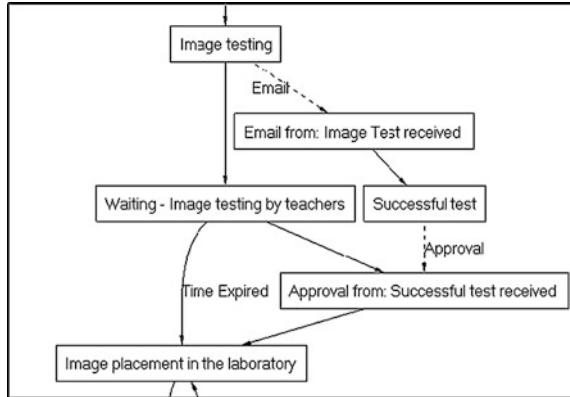 Image testing
Email
Email from: Image Test received
Waiting - Image testing by teachers
Successful test
Approval
Time Expired
Approval from: Successful test received
Image placement in the laboratory